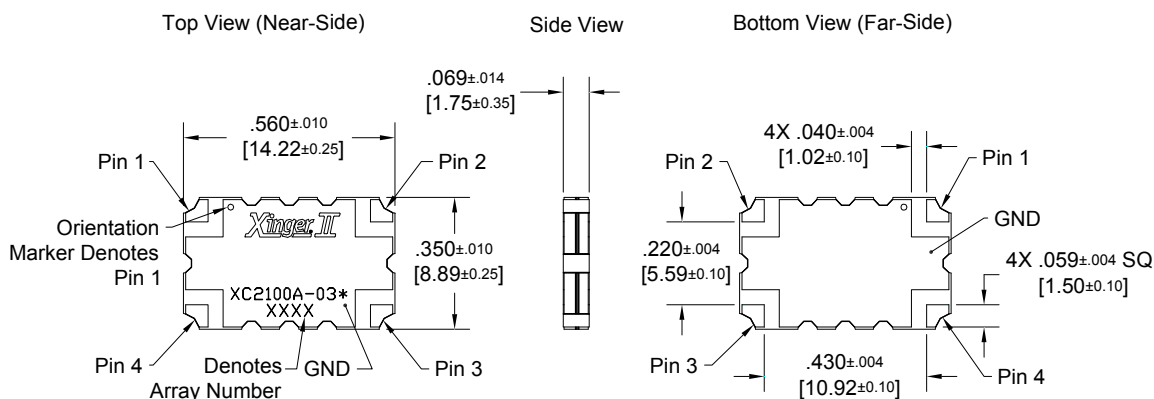 Top View (Near-Side)
Side View
Bottom View (Far-Side)
.069±.014
[1.75±0.35]
.560±.010
[14.22±0.25]
4X .040±.004
[1.02±0.10]
Pin 1
Pin 2
Pin 2
Pin 1
Orientation
Marker Denotes
Pin 1
Xinger II
.350±.010
[8.89±0.25]
.220±.004
[5.59±0.10]
GND
4X .059±.004 SQ
[1.50±0.10]
XC2100A-03*
XXXX
Pin 4
Denotes
Array Number
GND
Pin 3
Pin 3
.430±.004
[10.92±0.10]
Pin 4